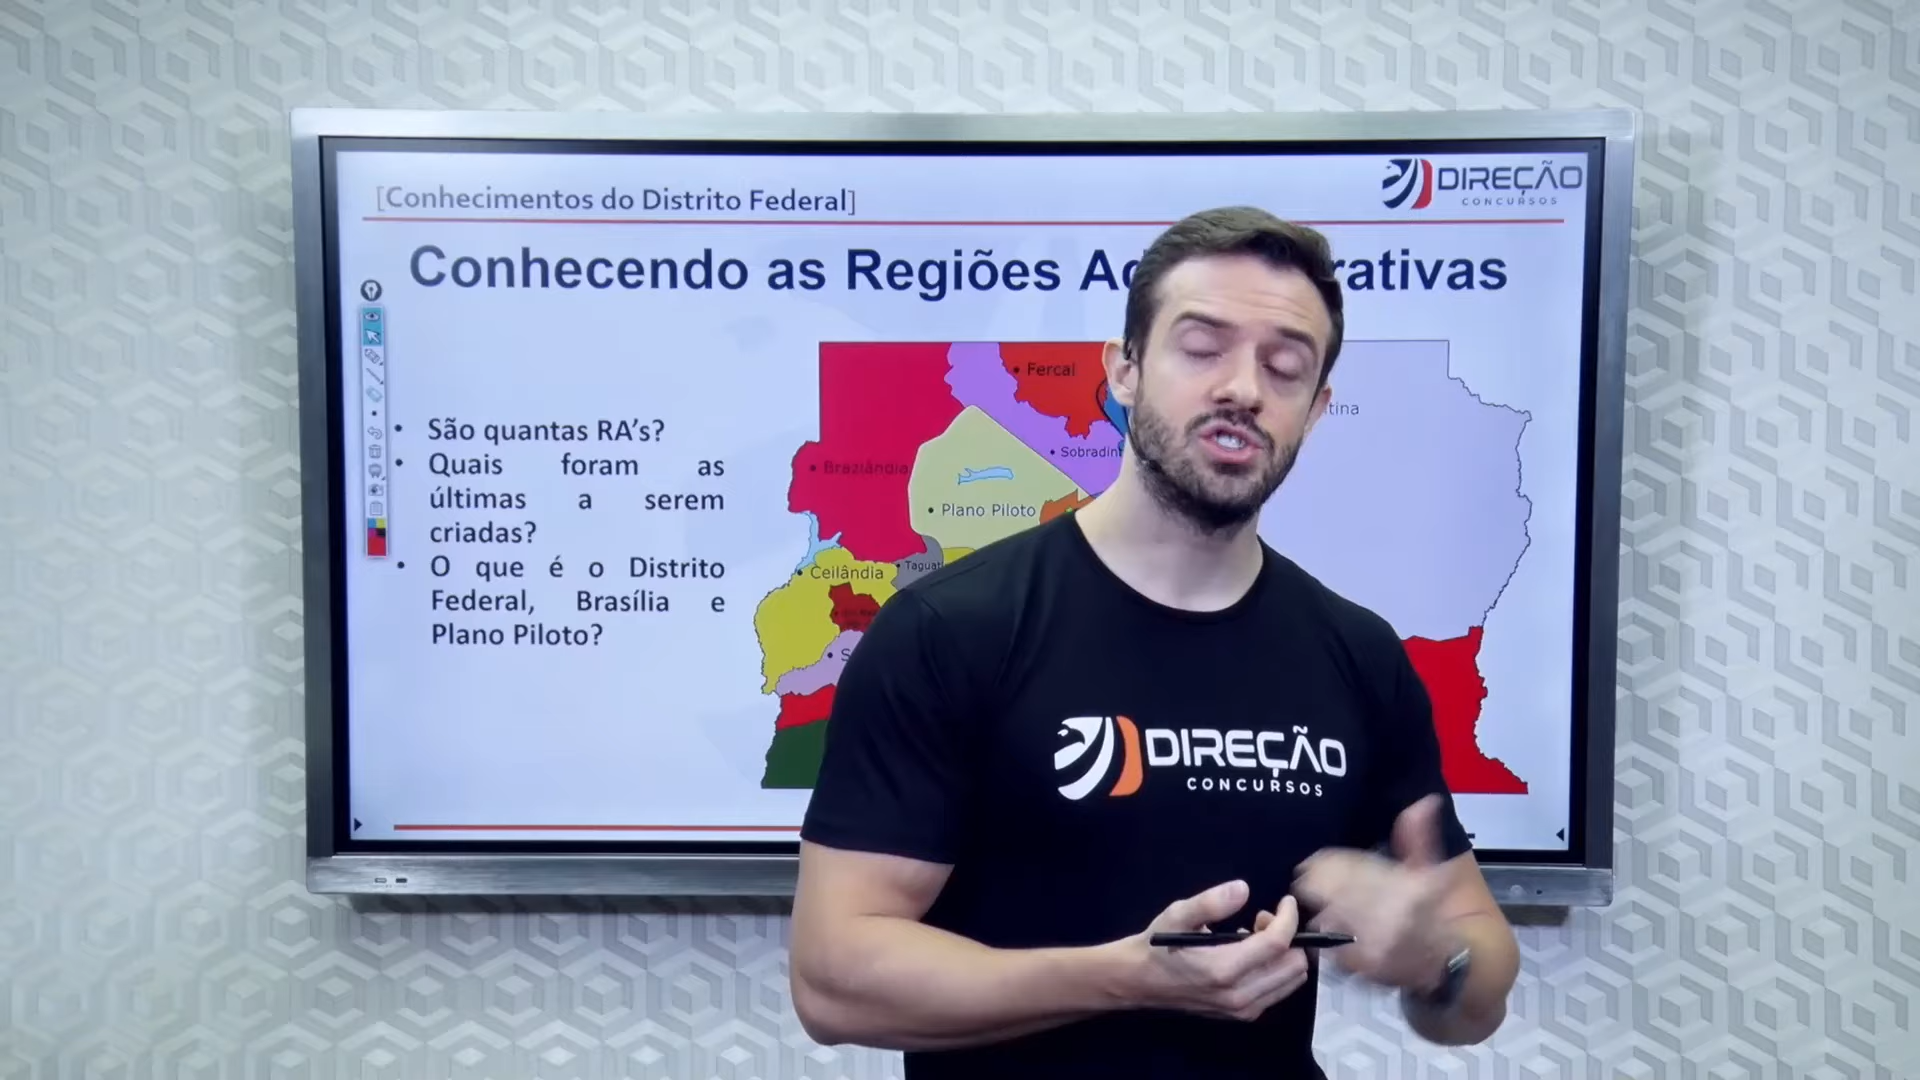 [Conhecimentos do Distrito Federal]
DIREÇÃO
CONCURSOS
Conhecendo as Regiões Ad rativas
• São quantas RA’s?
• Quais foram as
últimas a serem
criadas?
• O que é o Distrito
Federal, Brasília e
Plano Piloto?
• Fercal
tina
• Sobradin
• Brazlândia
• Plano Piloto
• Ceilândia
• Taguat
• S
DIREÇÃO
CONCURSOS